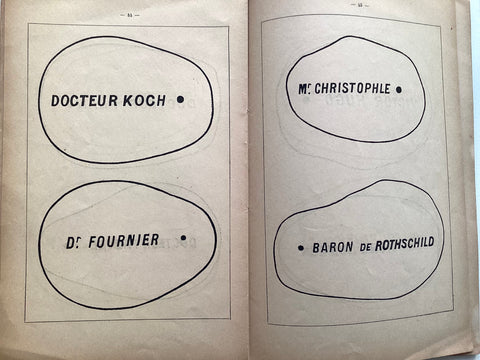 DOCTEUR KOCH
Dr FOURNIER
Mr CHRISTOPHLE
BARON DE ROTHSCHILD